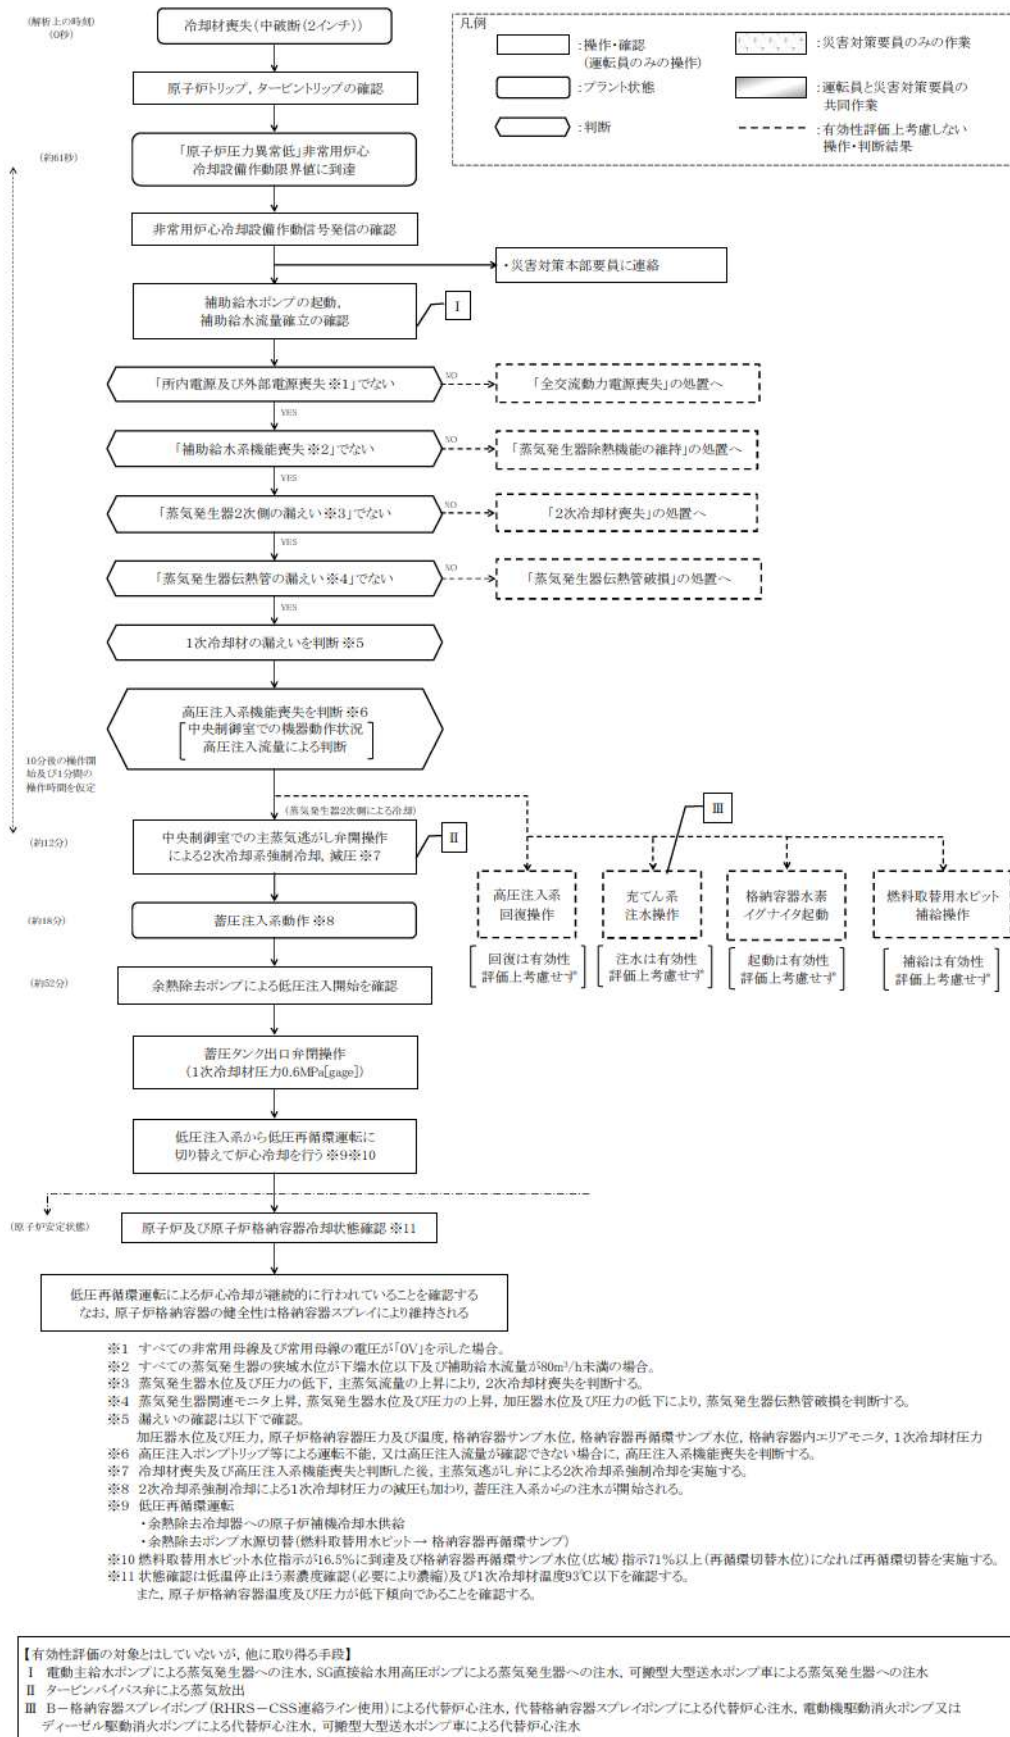 (解析上の時刻)
(0秒)
冷却材喪失(中破断(2インチ))
凡例
:操作・確認
(運転員のみの操作)
:災害対策要員のみの作業
:プラント状態
:運転員と災害対策要員の
共同作業
:判断
:有効性評価上考慮しない
操作・判断結果
原子炉トリップ, タービントリップの確認
(約61秒)
「原子炉圧力異常低」非常用炉心
冷却設備作動限界値に到達
非常用炉心冷却設備作動信号発信の確認
・災害対策本部要員に連絡
補助給水ポンプの起動,
補助給水流量確立の確認
I
「所内電源及び外部電源喪失※1」でない
NO
「全交流動力電源喪失」の処置へ
YES
「補助給水系機能喪失※2」でない
NO
「蒸気発生器除熱機能の維持」の処置へ
YES
「蒸気発生器2次側の漏えい※3」でない
NO
「2次冷却材喪失」の処置へ
YES
「蒸気発生器伝熱管の漏えい※4」でない
NO
「蒸気発生器伝熱管破損」の処置へ
YES
1次冷却材の漏えいを判断※5
高圧注入系機能喪失を判断※6
中央制御室での機器動作状況
高圧注入流量による判断
10分後の操作開
始及び1分間の
操作時間を仮定
(蒸気発生器2次側による冷却)
III
(約12分)
中央制御室での主蒸気逃がし弁開操作
による2次冷却系強制冷却, 減圧※7
II
高圧注入系
回復操作
充てん系
注水操作
格納容器水素
イグナイタ起動
燃料取替用水ピット
補給操作
(約18分)
蓄圧注入系動作※8
回復は有効性
評価上考慮せず
注水は有効性
評価上考慮せず
起動は有効性
評価上考慮せず
補給は有効性
評価上考慮せず
(約52分)
余熱除去ポンプによる低圧注入開始を確認
蓄圧タンク出口弁閉操作
(1次冷却材圧力0.6MPa[gage])
低圧注入系から低圧再循環運転に
切り替えて炉心冷却を行う※9※10
(原子炉安定状態)
原子炉及び原子炉格納容器冷却状態確認※11
低圧再循環運転による炉心冷却が継続的に行われていることを確認する
なお, 原子炉格納容器の健全性は格納容器スプレイにより維持される
※1 すべての非常用母線及び常用母線の電圧が「0V」を示した場合。
※2 すべての蒸気発生器の狭域水位が下端水位以下及び補助給水流量が80m³/h未満の場合。
※3 蒸気発生器水位及び圧力の低下, 主蒸気流量の上昇により, 2次冷却材喪失を判断する。
※4 蒸気発生器関連モニタ上昇, 蒸気発生器水位及び圧力の上昇, 加圧器水位及び圧力の低下により, 蒸気発生器伝熱管破損を判断する。
※5 漏えいの確認は以下で確認。
加圧器水位及び圧力, 原子炉格納容器圧力及び温度, 格納容器サンプ水位, 格納容器再循環サンプ水位, 格納容器内エリアモニタ, 1次冷却材圧力
※6 高圧注入ポンプトリップ等による運転不能, 又は高圧注入流量が確認できない場合に, 高圧注入系機能喪失を判断する。
※7 冷却材喪失及び高圧注入系機能喪失と判断した後, 主蒸気逃がし弁による2次冷却系強制冷却を実施する。
※8 2次冷却系強制冷却による1次冷却材圧力の減圧も加わり, 蓄圧注入系からの注水が開始される。
※9 低圧再循環運転
・余熱除去冷却器への原子炉補機冷却水供給
・余熱除去ポンプ水源切替(燃料取替用水ピット → 格納容器再循環サンプ)
※10 燃料取替用水ピット水位指示が16.5%に到達及び格納容器再循環サンプ水位(広域)指示71%以上(再循環切替水位)になれば再循環切替を実施する。
※11 状態確認は低温停止ほう素濃度確認(必要により濃縮)及び1次冷却材温度93℃以下を確認する。
また, 原子炉格納容器温度及び圧力が低下傾向であることを確認する。
【有効性評価の対象とはしていないが, 他に取り得る手段】
I 電動主給水ポンプによる蒸気発生器への注水, SG直接給水用高圧ポンプによる蒸気発生器への注水, 可搬型大型送水ポンプ車による蒸気発生器への注水
II タービンバイパス弁による蒸気放出
III B－格納容器スプレイポンプ(RHRS－CSS連絡ライン使用)による代替炉心注水, 代替格納容器スプレイポンプによる代替炉心注水, 電動機駆動消火ポンプ又は
ディーゼル駆動消火ポンプによる代替炉心注水, 可搬型大型送水ポンプ車による代替炉心注水